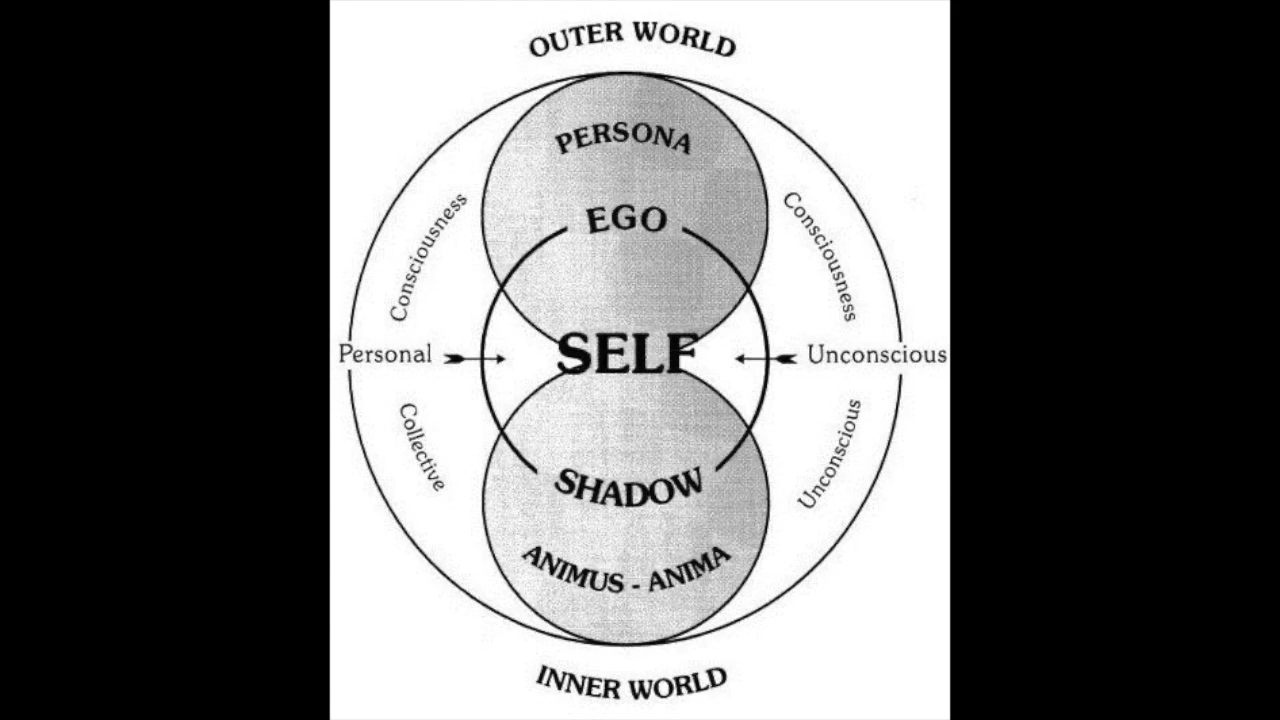 OUTER WORLD
PERSONA
EGO
Consciousness
Consciousness
SELF
Personal
Unconscious
Collective
Unconscious
SHADOW
ANIMUS - ANIMA
INNER WORLD